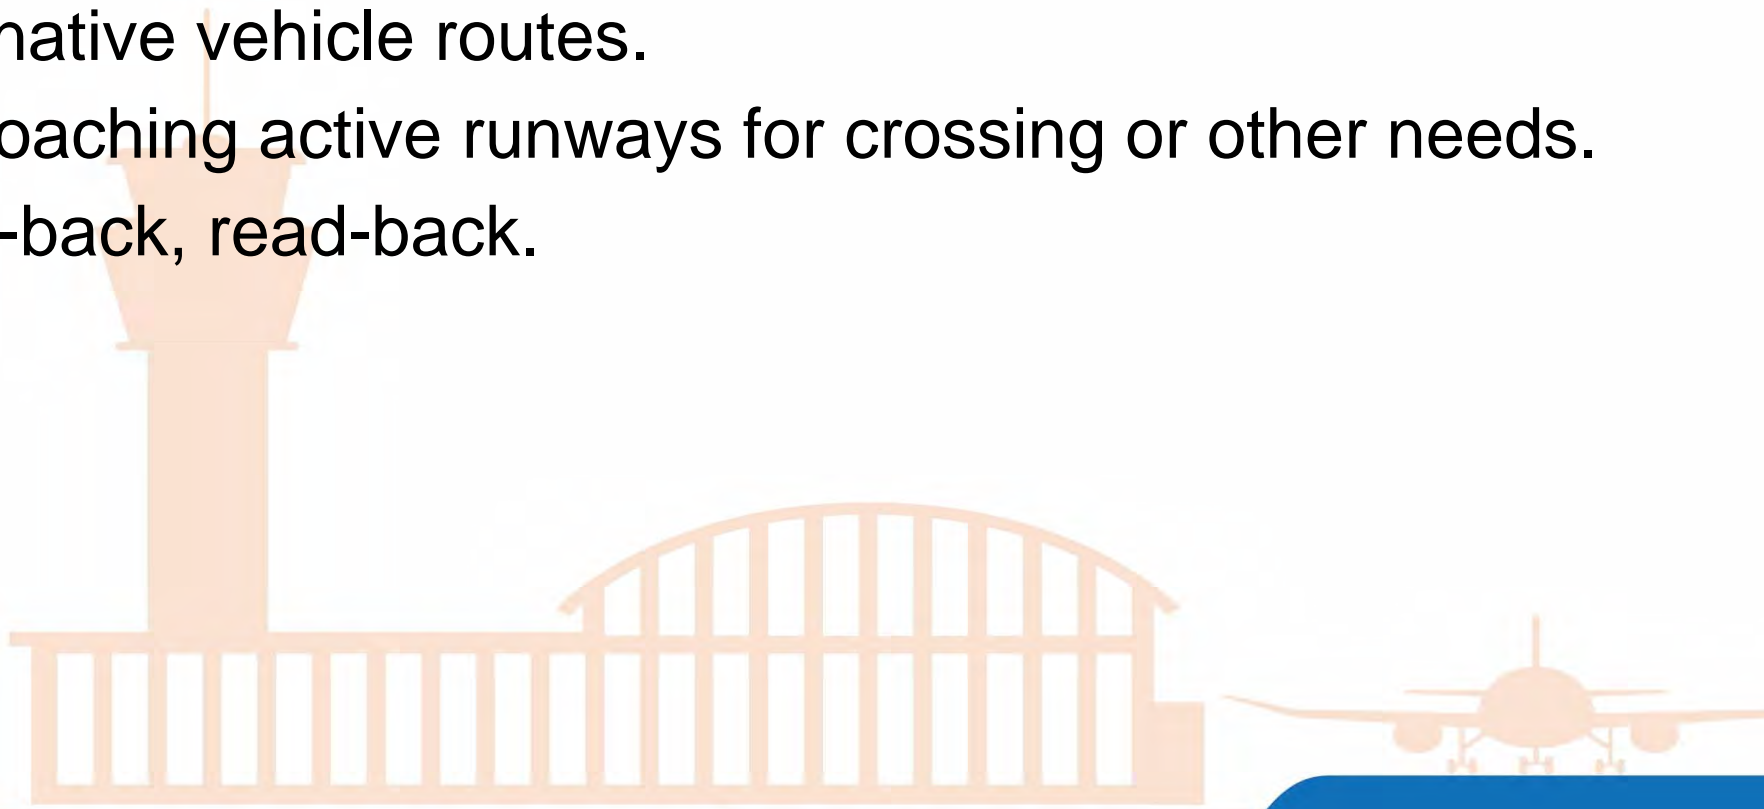 native vehicle routes.
oaching active runways for crossing or other needs.
-back, read-back.